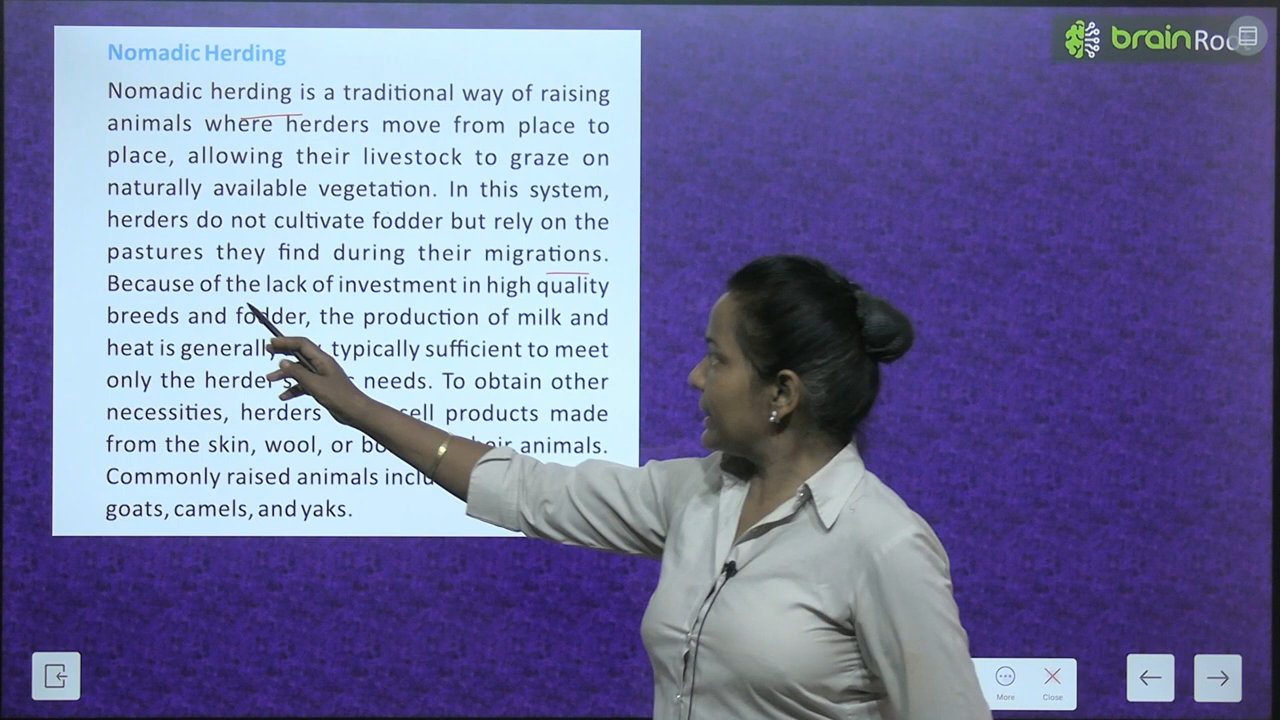 Nomadic Herding
Nomadic herding is a traditional way of raising
animals where herders move from place to
place, allowing their livestock to graze on
naturally available vegetation. In this system,
herders do not cultivate fodder but rely on the
pastures they find during their migrations.
Because of the lack of investment in high quality
breeds and fodder, the production of milk and
heat is generally typically sufficient to meet
only the herder needs. To obtain other
necessities, herders sell products made
from the skin, wool, or animals.
Commonly raised animals
goats, camels, and yaks.
brain
More
Close